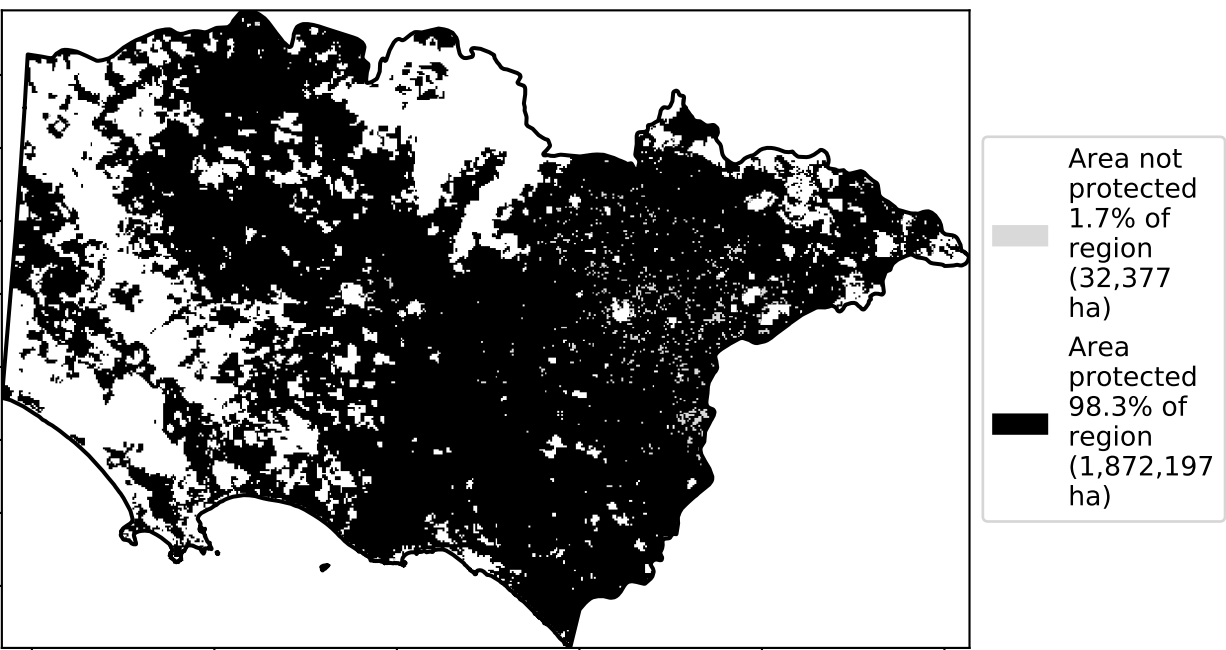 Area not
protected
1.7% of
region
(32,377
ha)
Area
protected
98.3% of
region
(1,872,197
ha)